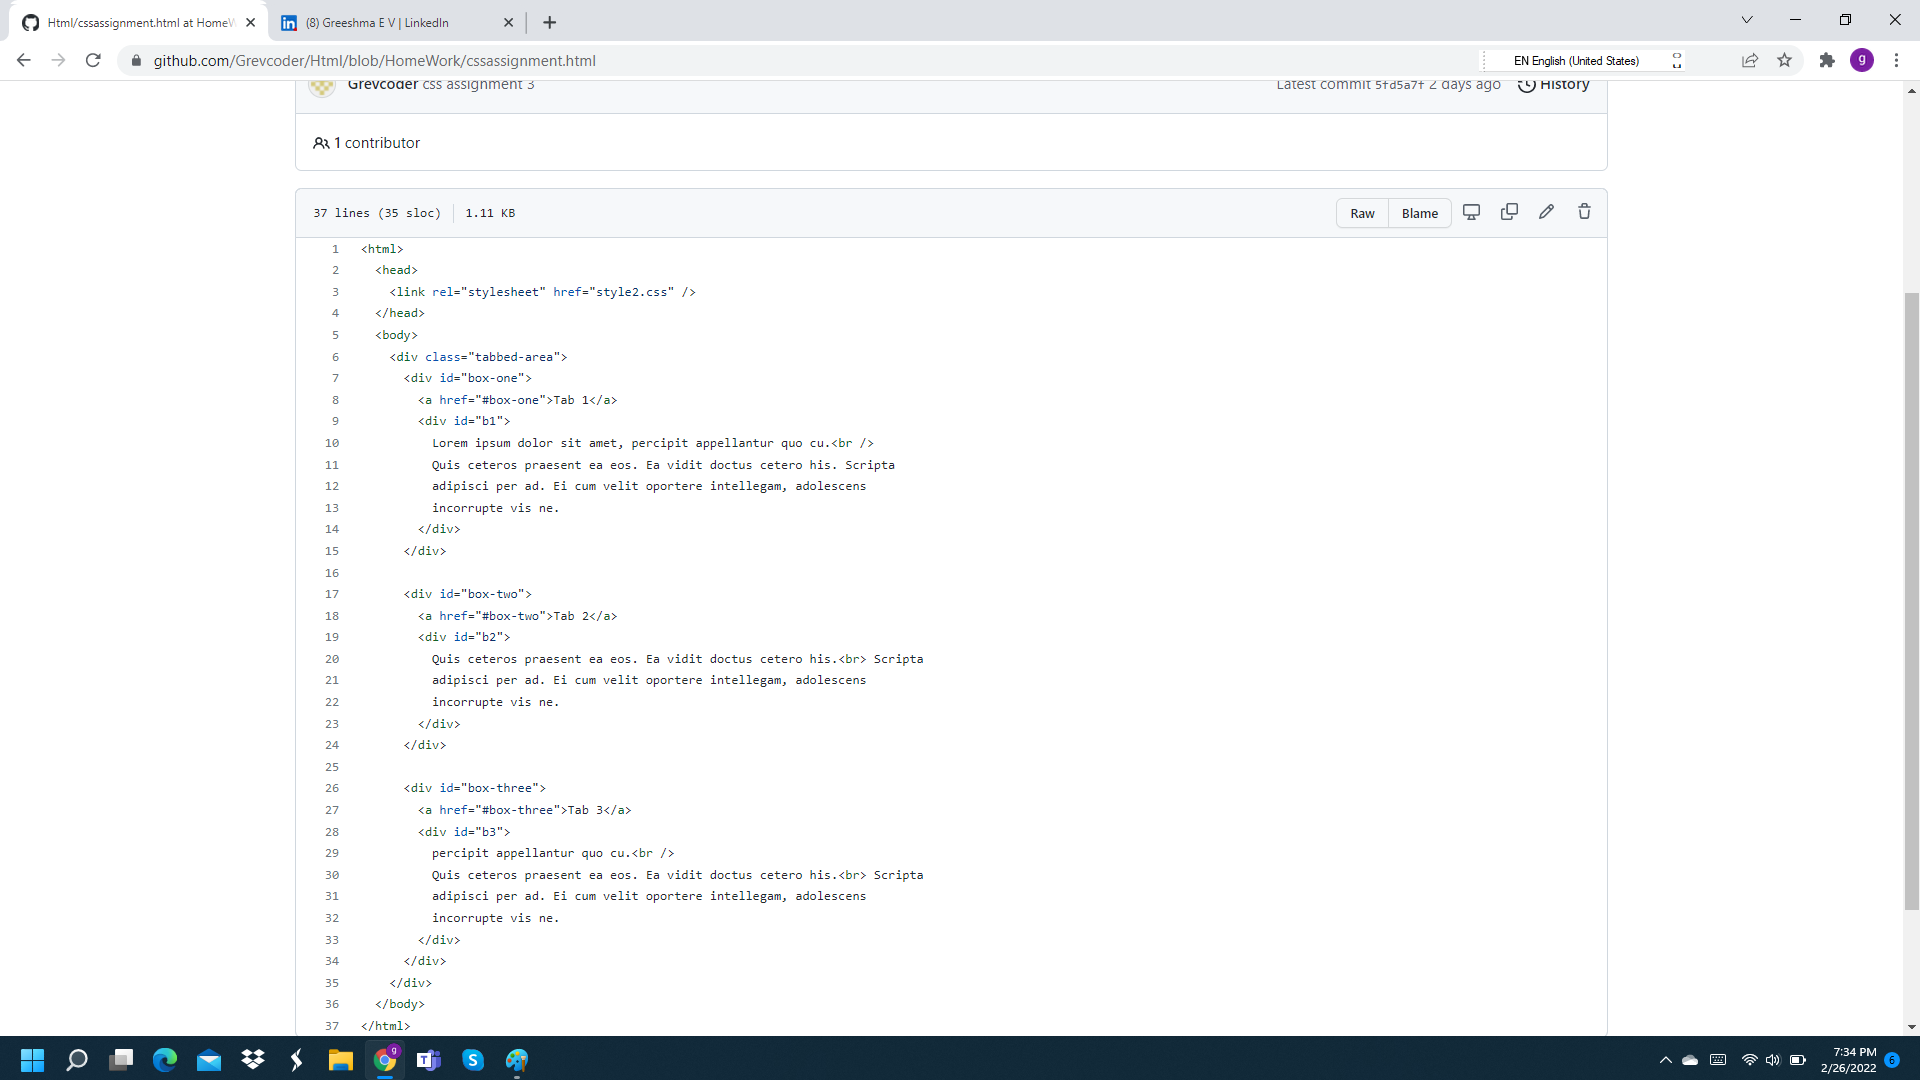 Html/cssassignment.html at HomeW
(8) Greeshma E V | LinkedIn
github.com/Grevcoder/Html/blob/HomeWork/cssassignment.html
EN English (United States)
g
Grevcoder css assignment 3
Latest commit 5fd5a7f 2 days ago
History
1 contributor
37 lines (35 sloc)
1.11 KB
Raw
Blame
1 <html>
2 <head>
3 <link rel="stylesheet" href="style2.css" />
4 </head>
5 <body>
6 <div class="tabbed-area">
7 <div id="box-one">
8 <a href="#box-one">Tab 1</a>
9 <div id="b1">
10 Lorem ipsum dolor sit amet, percipit appellantur quo cu.<br />
11 Quis ceteros praesent ea eos. Ea vidit doctus cetero his. Scripta
12 adipisci per ad. Ei cum velit oportere intellegam, adolescens
13 incorrupte vis ne.
14 </div>
15 </div>
16
17 <div id="box-two">
18 <a href="#box-two">Tab 2</a>
19 <div id="b2">
20 Quis ceteros praesent ea eos. Ea vidit doctus cetero his.<br> Scripta
21 adipisci per ad. Ei cum velit oportere intellegam, adolescens
22 incorrupte vis ne.
23 </div>
24 </div>
25
26 <div id="box-three">
27 <a href="#box-three">Tab 3</a>
28 <div id="b3">
29 percipit appellantur quo cu.<br />
30 Quis ceteros praesent ea eos. Ea vidit doctus cetero his.<br> Scripta
31 adipisci per ad. Ei cum velit oportere intellegam, adolescens
32 incorrupte vis ne.
33 </div>
34 </div>
35 </div>
36 </body>
37 </html>
7:34 PM
2/26/2022
6